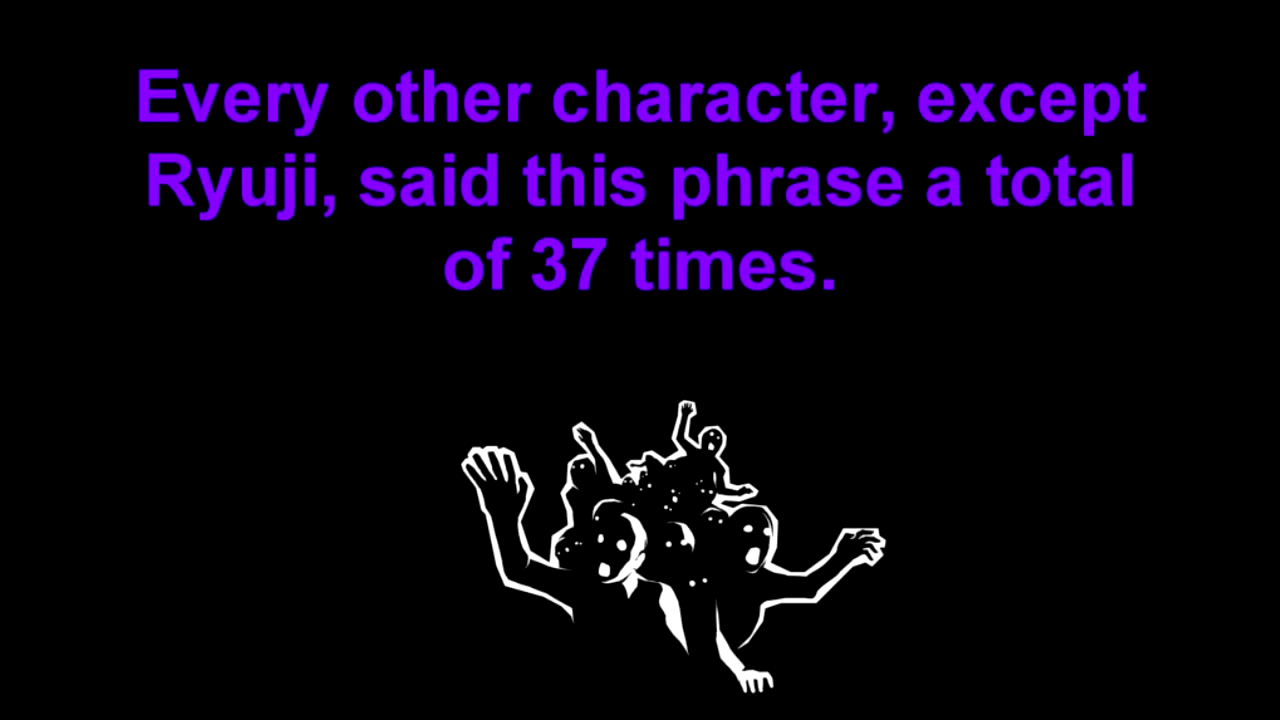 Every other character, except
Ryuji, said this phrase a total
of 37 times.